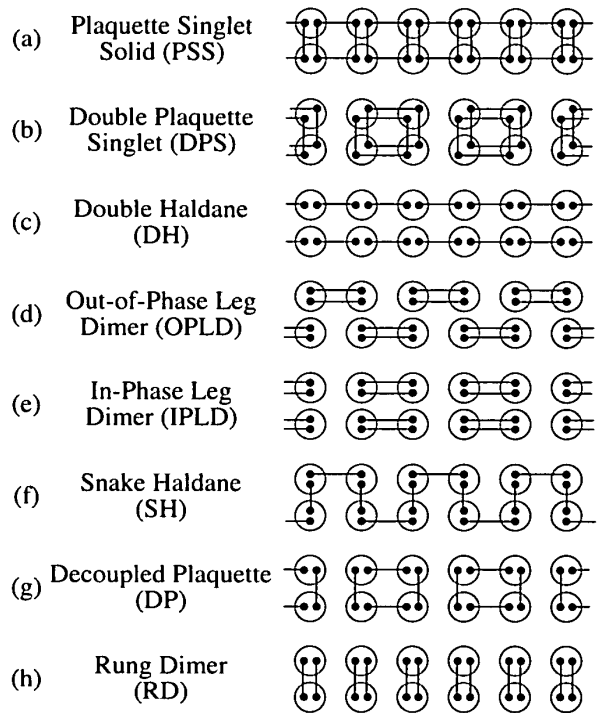 (a) Plaquette Singlet
Solid (PSS)
(b) Double Plaquette
Singlet (DPS)
(c) Double Haldane
(DH)
(d) Out-of-Phase Leg
Dimer (OPLD)
(e) In-Phase Leg
Dimer (IPLD)
(f) Snake Haldane
(SH)
(g) Decoupled Plaquette
(DP)
(h) Rung Dimer
(RD)